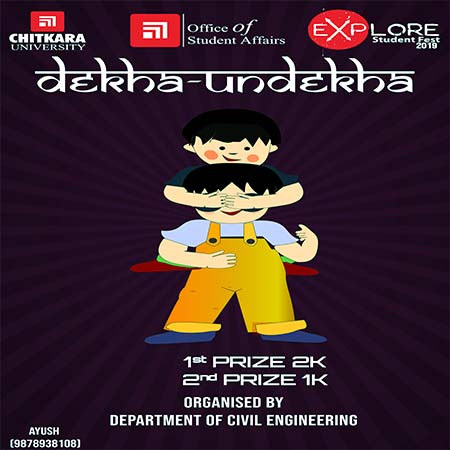 CHITKARA
UNIVERSITY
Office of
Student Affairs
EXPLORE
Student Fest
2019
dekha-undekha
1st PRIZE 2K
2nd PRIZE 1K
ORGANISED BY
DEPARTMENT OF CIVIL ENGINEERING
AYUSH
(9878938108)